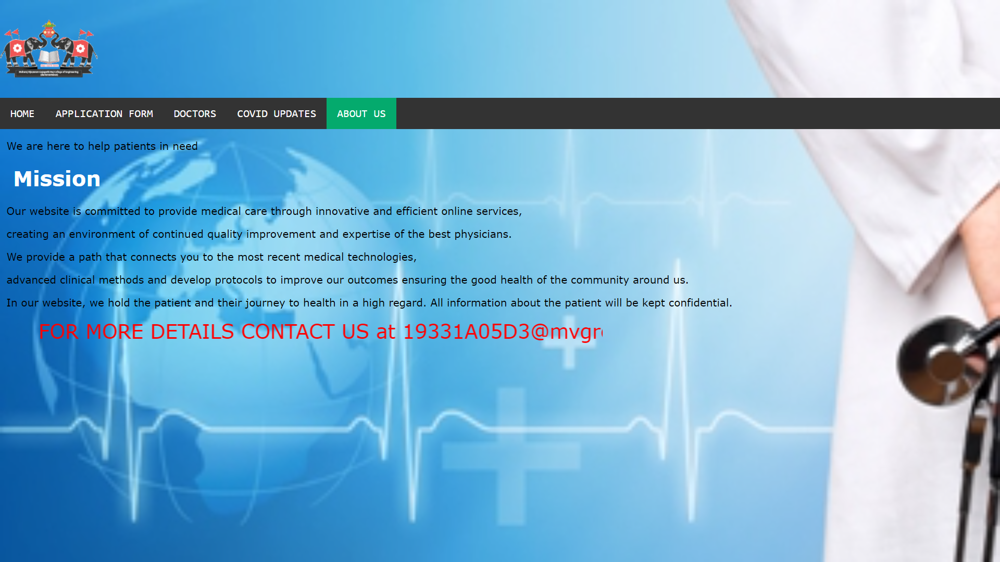 Maharaj Vijayaram Gajapathi Raj College of Engineering
(Autonomous)
HOME APPLICATION FORM DOCTORS COVID UPDATES ABOUT US
We are here to help patients in need
Mission
Our website is committed to provide medical care through innovative and efficient online services,
creating an environment of continued quality improvement and expertise of the best physicians.
We provide a path that connects you to the most recent medical technologies,
advanced clinical methods and develop protocols to improve our outcomes ensuring the good health of the community around us.
In our website, we hold the patient and their journey to health in a high regard. All information about the patient will be kept confidential.
FOR MORE DETAILS CONTACT US at 19331A05D3@mvgr